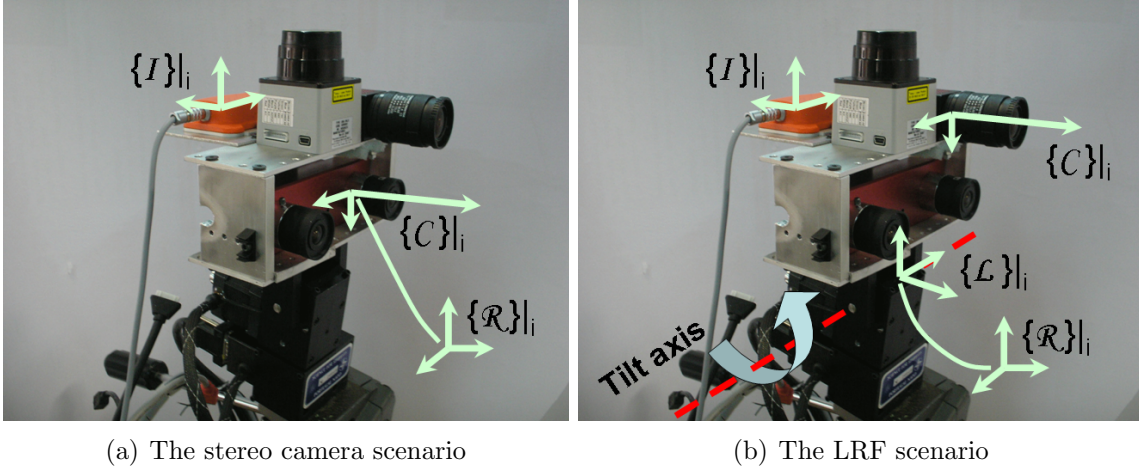 {I}|i
{C}|i
{R}|i
(a) The stereo camera scenario
{I}|i
{C}|i
{L}|i
{R}|i
Tilt axis
(b) The LRF scenario